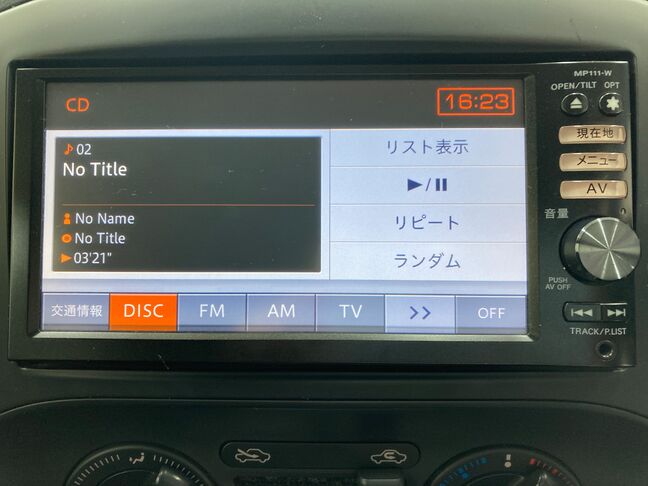 MP111-W
OPEN/TILT OPT
CD
16:23
02
No Title
No Name
No Title
03'21"
リスト表示
▶/II
リピート
ランダム
交通情報 DISC FM AM TV >> OFF
現在地
メニュー
AV
音量
PUSH
AV OFF
TRACK/P.LIST